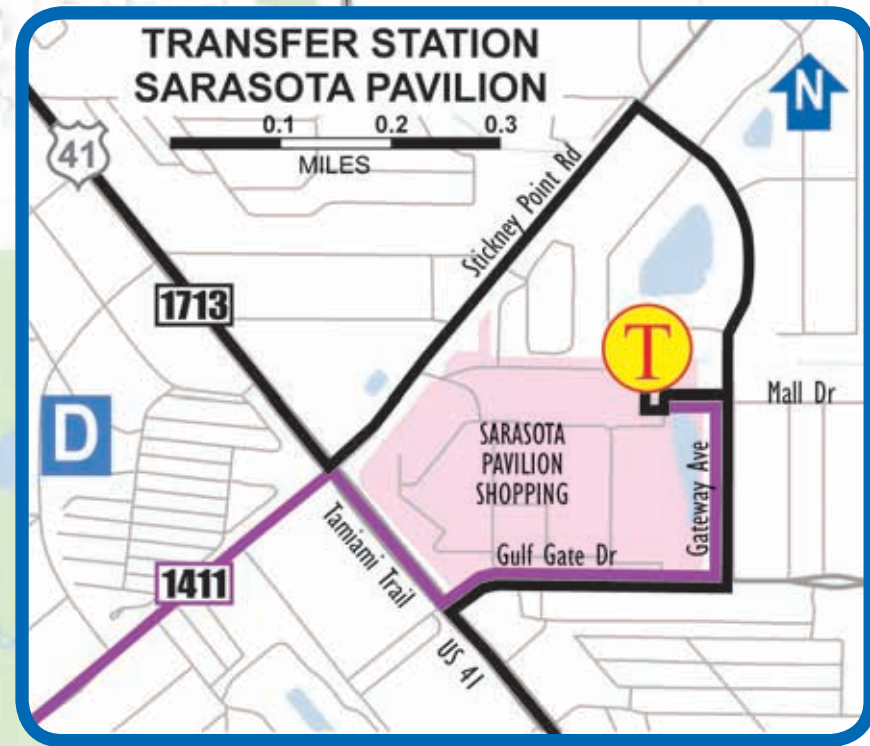 TRANSFER STATION
SARASOTA PAVILION
0.1 0.2 0.3
MILES
N
41
Stickney Point Rd
1713
T
Mall Dr
D
SARASOTA
PAVILION
SHOPPING
Gateway Ave
Tamiami Trail
Gulf Gate Dr
1411
US 41